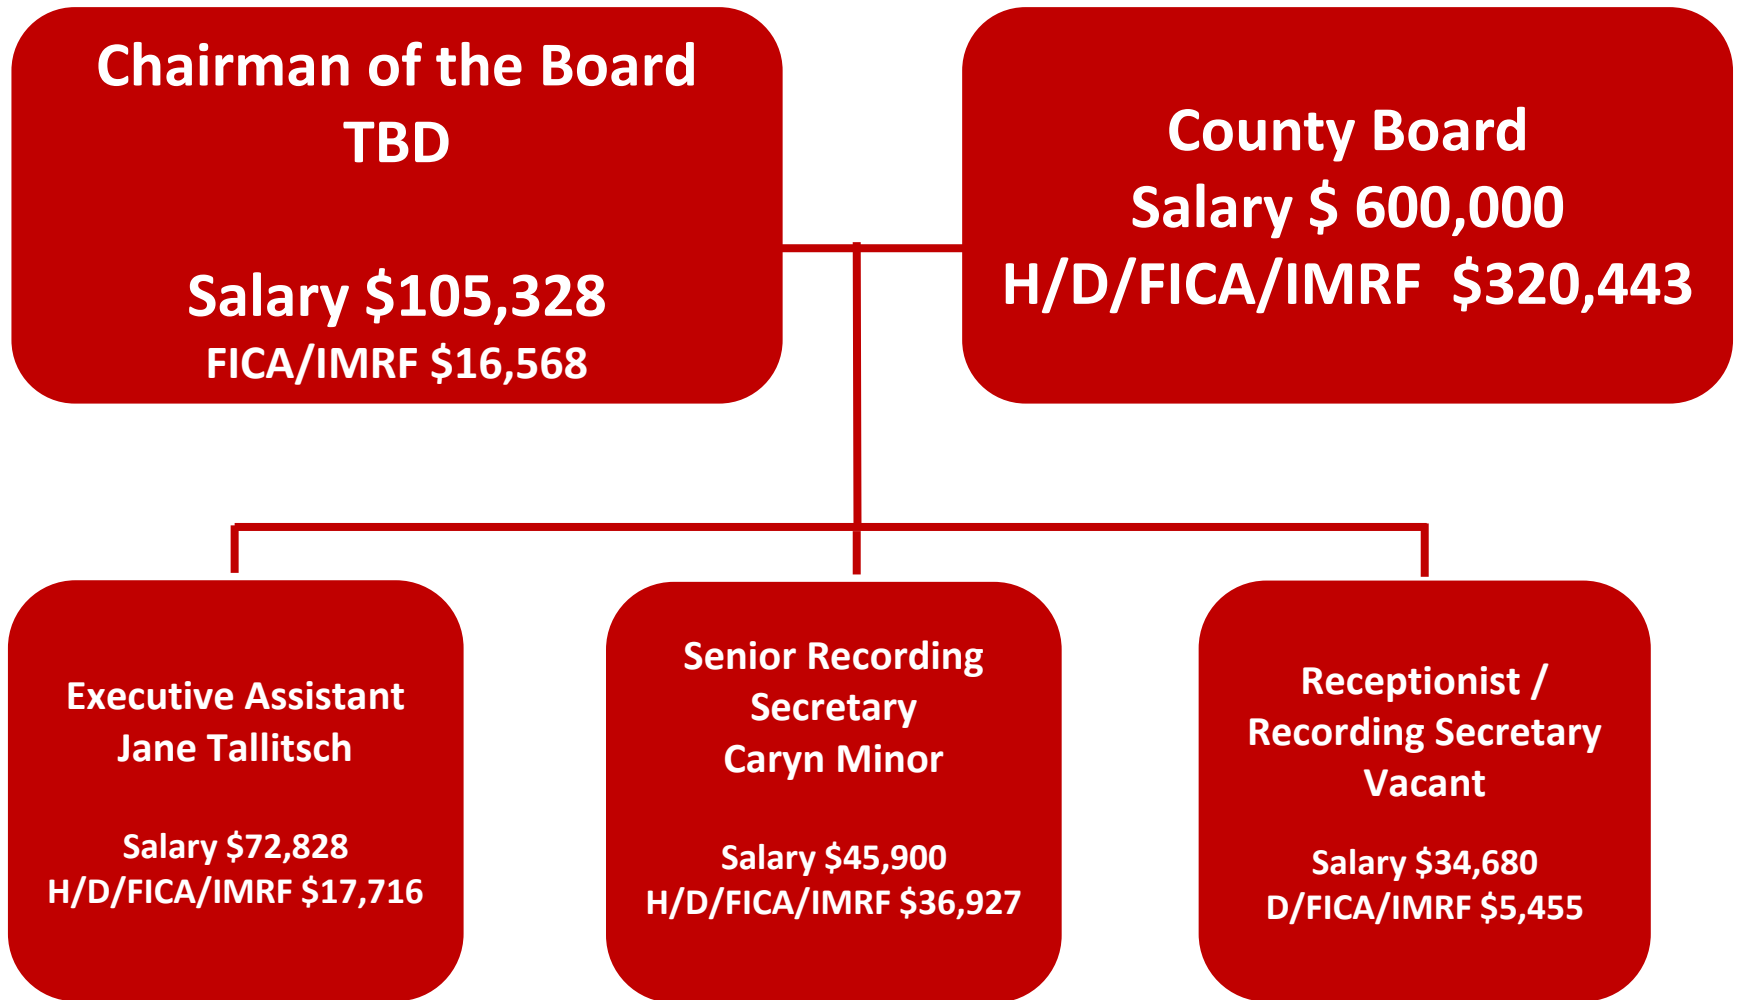 Chairman of the Board
TBD
Salary $105,328
FICA/IMRF $16,568
County Board
Salary $ 600,000
H/D/FICA/IMRF  $320,443
Executive Assistant
Jane Tallitsch
Salary $72,828
H/D/FICA/IMRF $17,716
Senior Recording
Secretary
Caryn Minor
Salary $45,900
H/D/FICA/IMRF $36,927
Receptionist /
Recording Secretary
Vacant
Salary $34,680
D/FICA/IMRF $5,455